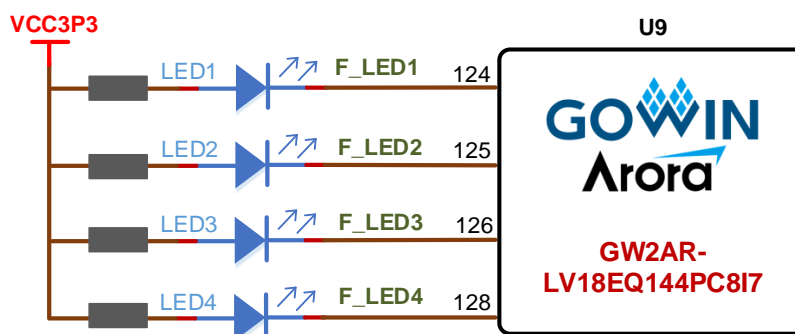 VCC3P3
U9
LED1 F_LED1 124
LED2 F_LED2 125
LED3 F_LED3 126
LED4 F_LED4 128
GOWIN
Arora
GW2AR-
LV18EQ144PC8I7